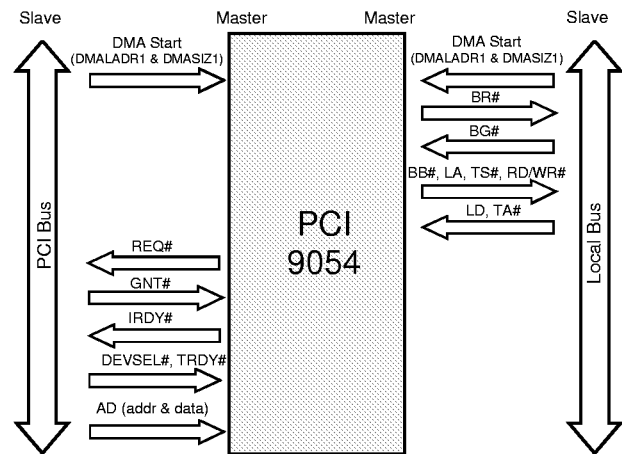 Slave
Master
Master
Slave
DMA Start
(DMALADR1 & DMASIZ1)
DMA Start
(DMALADR1 & DMASIZ1)
BR#
BG#
BB#, LA, TS#, RD/WR#
LD, TA#
PCI Bus
PCI
9054
Local Bus
REQ#
GNT#
IRDY#
DEVSEL#, TRDY#
AD (addr & data)